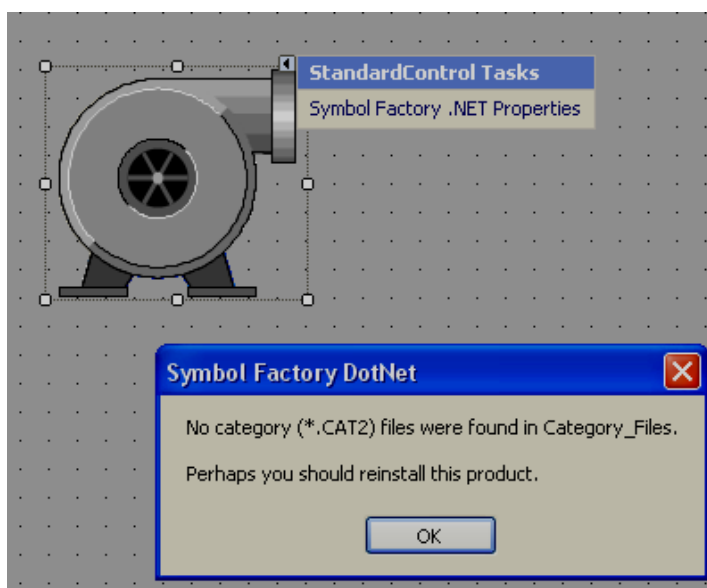 StandardControl Tasks
Symbol Factory .NET Properties
Symbol Factory DotNet
No category (*.CAT2) files were found in Category_Files.
Perhaps you should reinstall this product.
OK